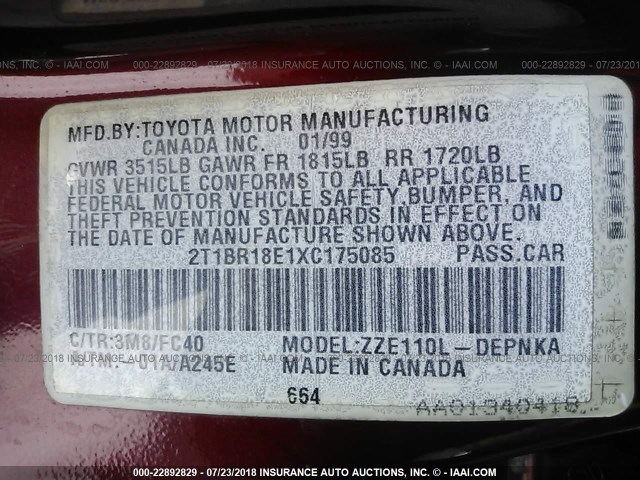 000-22892829 - 07/23/2018 INSURANCE AUTO AUCTIONS, INC. - © - IAAI.COM
MFD.BY:TOYOTA MOTOR MANUFACTURING
CANADA INC. 01/99
GVWR 3515LB GAWR FR 1815LB RR 1720LB
THIS VEHICLE CONFORMS TO ALL APPLICABLE
FEDERAL MOTOR VEHICLE SAFETY,BUMPER, AND
THEFT PREVENTION STANDARDS IN EFFECT ON
THE DATE OF MANUFACTURE SHOWN ABOVE.
2T1BR18E1XC175085 PASS.CAR
C/TR:3M8/FC40 MODEL:ZZE110L-DEPNKA
/A245E MADE IN CANADA
664
AA01340418
000-22892829 - 07/23/2018 INSURANCE AUTO AUCTIONS, INC. - © - IAAI.COM